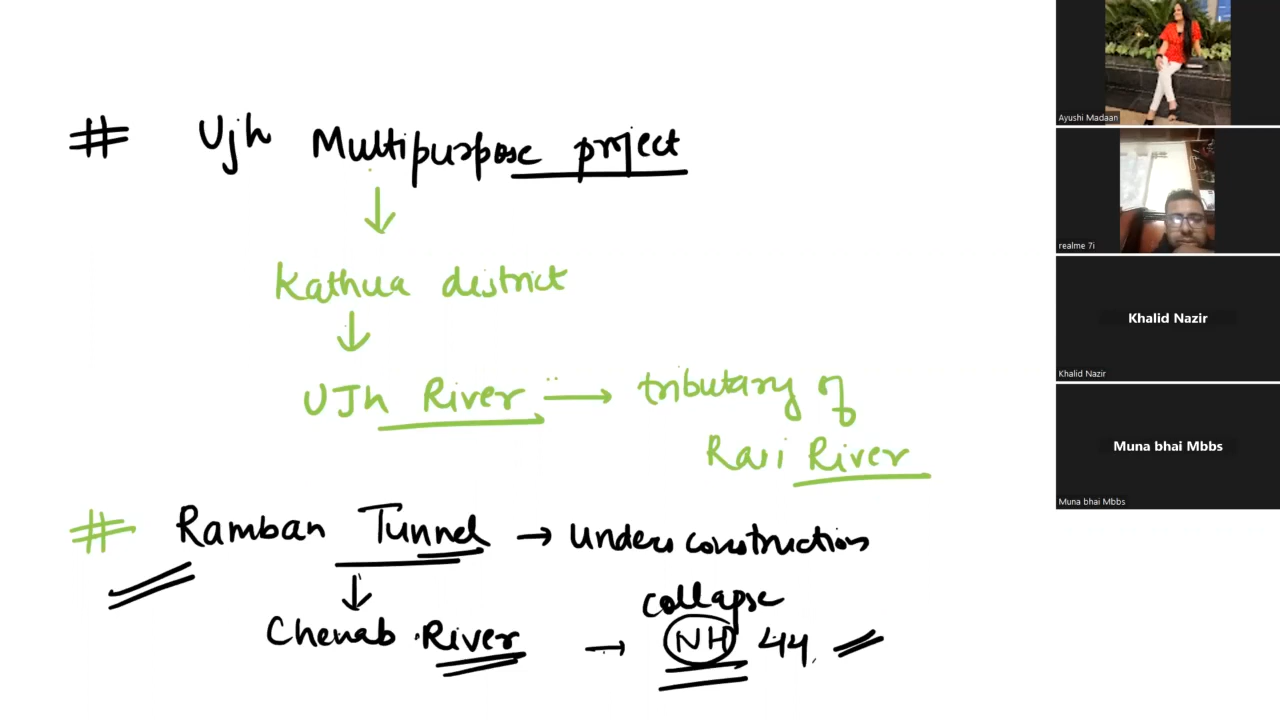 # Ujh Multipurpose project
↓
Kathua district
↓
UJh River → tributary of
Ravi River
# Ramban Tunnel → Under construction
↓
collapse
Chenab River → NH 44.
Ayushi Madaan
realme 7i
Khalid Nazir
Khalid Nazir
Muna bhai Mbbs
Muna bhai Mbbs